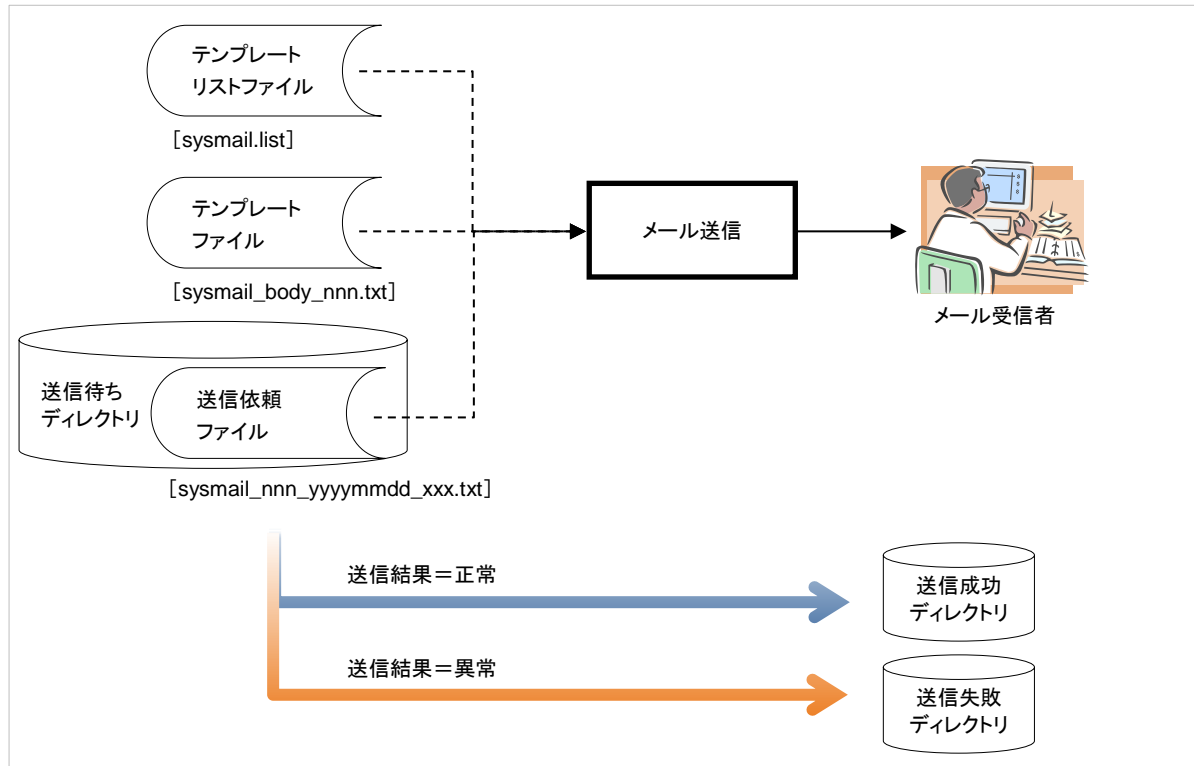 テンプレート
リストファイル
［sysmail.list］
テンプレート
ファイル
［sysmail_body_nnn.txt］
メール送信
メール受信者
送信待ち
ディレクトリ
送信依頼
ファイル
［sysmail_nnn_yyyymmdd_xxx.txt］
送信結果＝正常
送信成功
ディレクトリ
送信結果＝異常
送信失敗
ディレクトリ